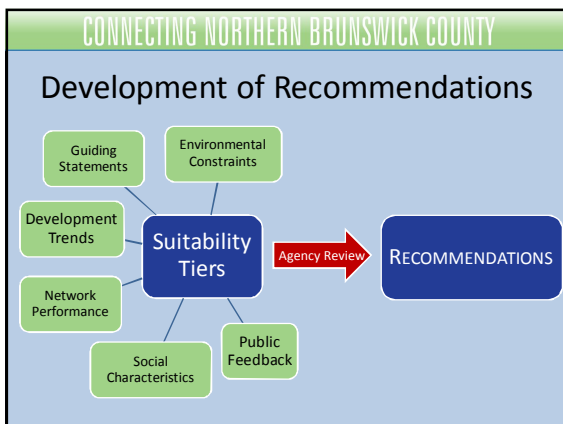 CONNECTING NORTHERN BRUNSWICK COUNTY
Development of Recommendations
Guiding
Statements
Environmental
Constraints
Development
Trends
Suitability
Tiers
Agency Review
RECOMMENDATIONS
Network
Performance
Social
Characteristics
Public
Feedback